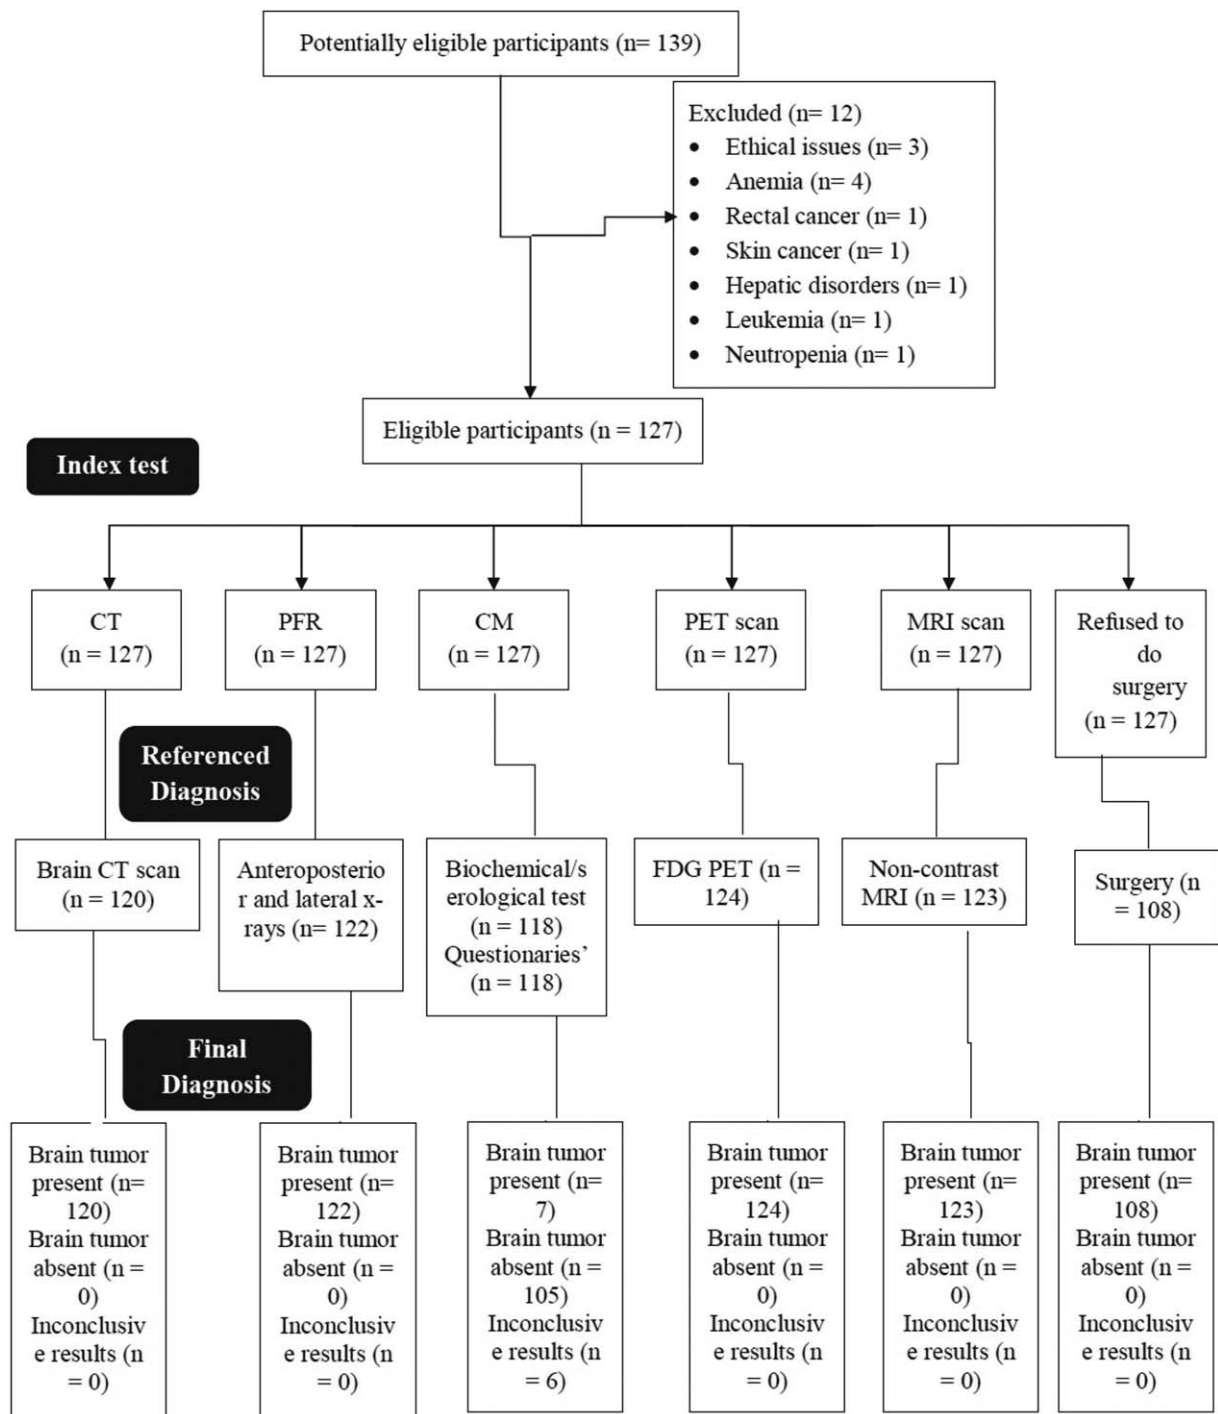 Potentially eligible participants (n= 139)
Excluded (n= 12)
• Ethical issues (n= 3)
• Anemia (n= 4)
• Rectal cancer (n= 1)
• Skin cancer (n= 1)
• Hepatic disorders (n= 1)
• Leukemia (n= 1)
• Neutropenia (n= 1)
Eligible participants (n = 127)
Index test
CT
(n = 127)
PFR
(n = 127)
CM
(n = 127)
PET scan
(n = 127)
MRI scan
(n = 127)
Refused to
do
surgery
(n = 127)
Referenced
Diagnosis
Brain CT scan
(n = 120)
Anteroposterio
r and lateral x-
rays (n= 122)
Biochemical/s
erological test
(n = 118)
Questionaries’
(n = 118)
FDG PET (n =
124)
Non-contrast
MRI (n = 123)
Surgery (n
= 108)
Final
Diagnosis
Brain tumor
present (n=
120)
Brain tumor
absent (n =
0)
Inconclusiv
e results (n
= 0)
Brain tumor
present (n=
122)
Brain tumor
absent (n =
0)
Inconclusiv
e results (n
= 0)
Brain tumor
present (n=
7)
Brain tumor
absent (n =
105)
Inconclusiv
e results (n
= 6)
Brain tumor
present (n=
124)
Brain tumor
absent (n =
0)
Inconclusiv
e results (n
= 0)
Brain tumor
present (n=
123)
Brain tumor
absent (n =
0)
Inconclusiv
e results (n
= 0)
Brain tumor
present (n=
108)
Brain tumor
absent (n =
0)
Inconclusiv
e results (n
= 0)